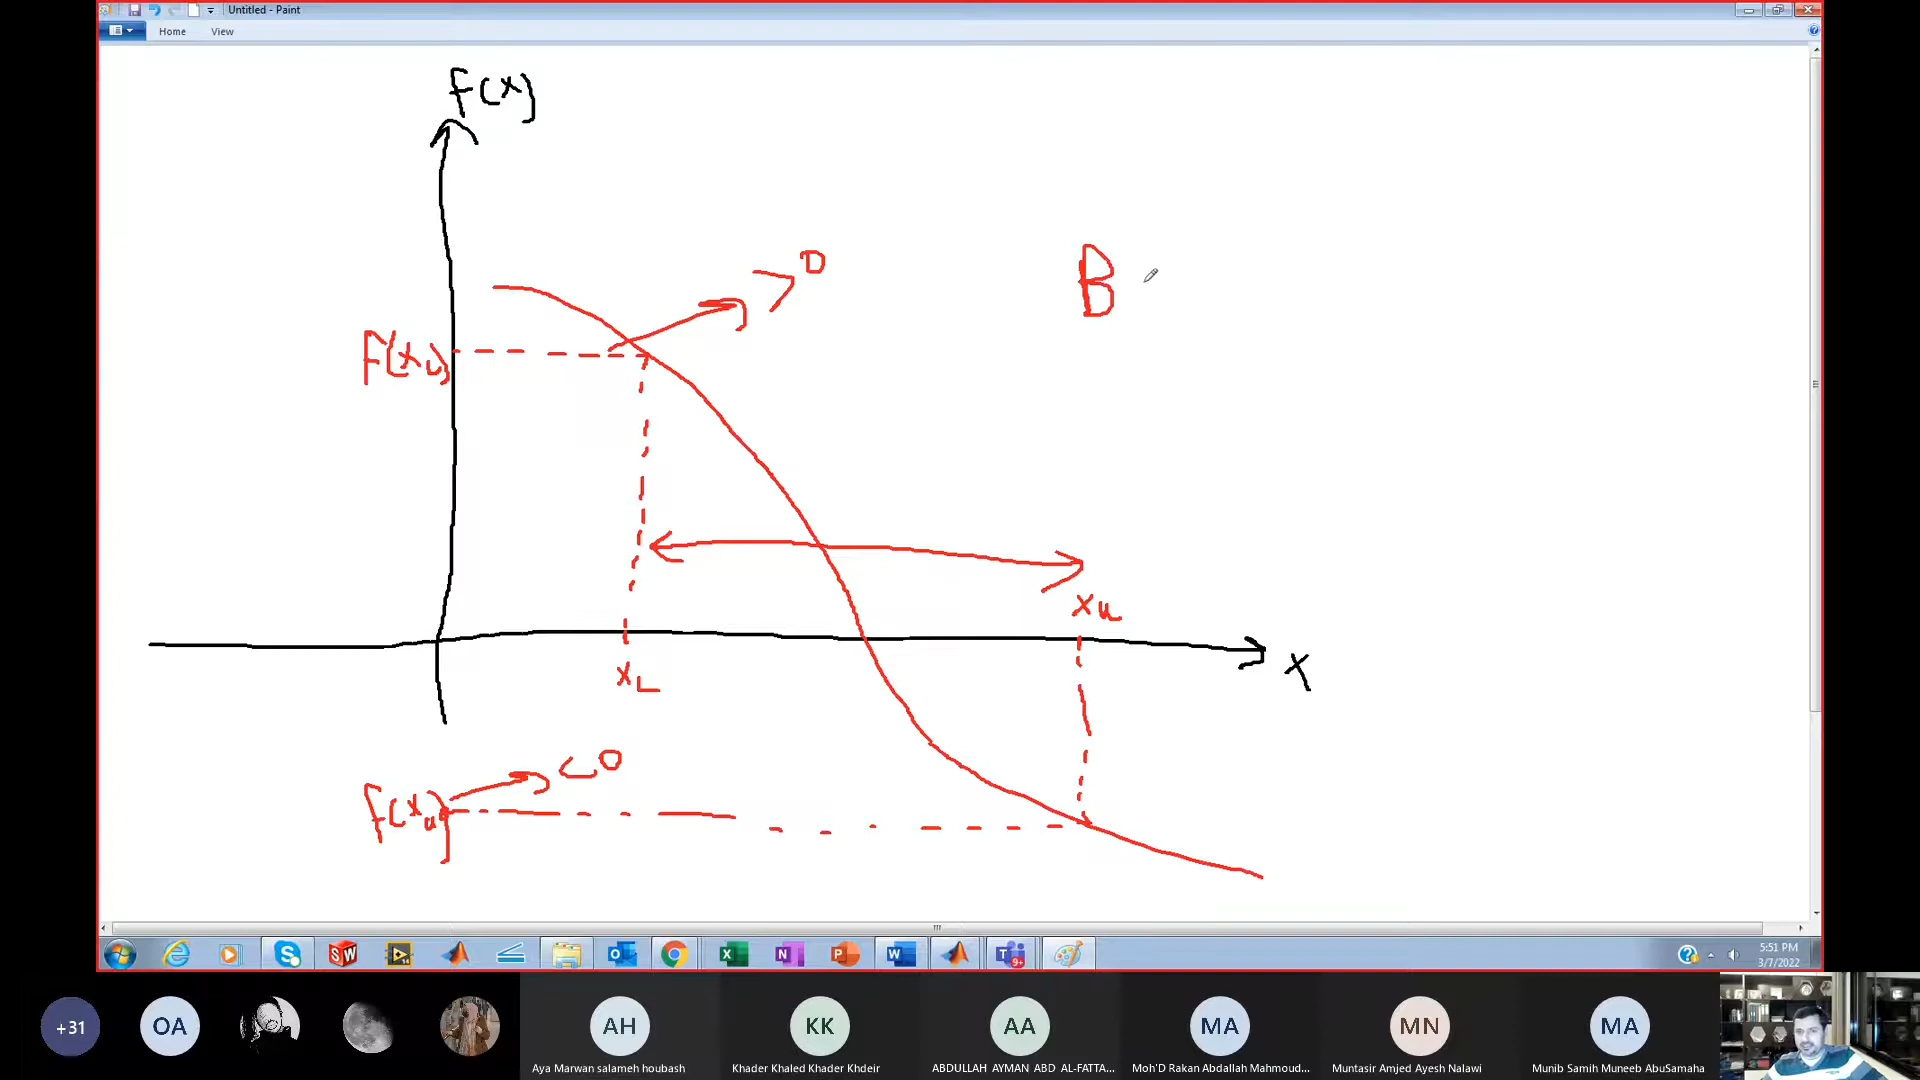 Untitled - Paint
Home View
f(x)
>0
B
f(xL)
xu
x
xL
<0
f(xu)
5:51 PM
3/7/2022
9+
+31
OA
AH
KK
AA
MA
MN
MA
Aya Marwan salameh houbash
Khader Khaled Khader Khdeir
ABDULLAH AYMAN ABD AL-FATTA...
Moh'D Rakan Abdallah Mahmoud...
Muntasir Amjed Ayesh Nalawi
Munib Samih Muneeb AbuSamaha